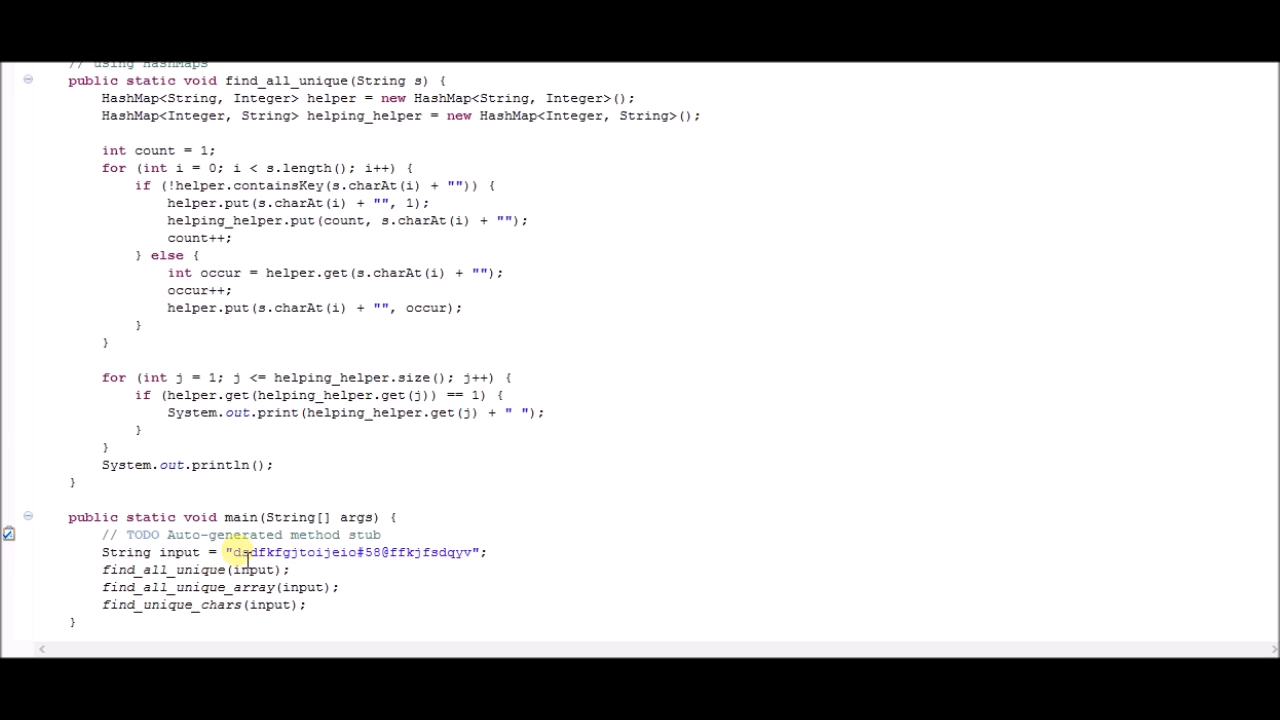 // using HashMaps
public static void find_all_unique(String s) {
HashMap<String, Integer> helper = new HashMap<String, Integer>();
HashMap<Integer, String> helping_helper = new HashMap<Integer, String>();
int count = 1;
for (int i = 0; i < s.length(); i++) {
if (!helper.containsKey(s.charAt(i) + "")) {
helper.put(s.charAt(i) + "", 1);
helping_helper.put(count, s.charAt(i) + "");
count++;
} else {
int occur = helper.get(s.charAt(i) + "");
occur++;
helper.put(s.charAt(i) + "", occur);
}
}
for (int j = 1; j <= helping_helper.size(); j++) {
if (helper.get(helping_helper.get(j)) == 1) {
System.out.print(helping_helper.get(j) + " ");
}
}
System.out.println();
}
public static void main(String[] args) {
// TODO Auto-generated method stub
String input = "dsdfkfgjtoijeio#58@ffkjfsdqyv";
find_all_unique(input);
find_all_unique_array(input);
find_unique_chars(input);
}